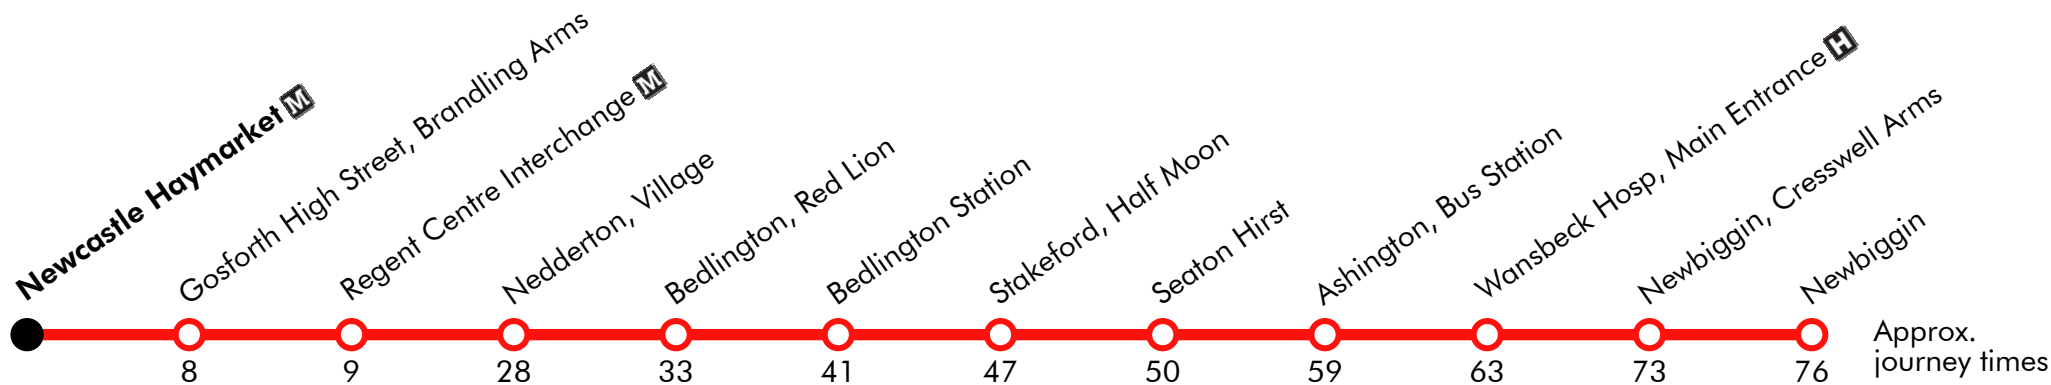 Newcastle Haymarket M
Gosforth High Street, Brandling Arms
Regent Centre Interchange M
Nedderton, Village
Bedlington, Red Lion
Bedlington Station
Stakeford, Half Moon
Seaton Hirst
Ashington, Bus Station
Wansbeck Hosp, Main Entrance H
Newbiggin, Cresswell Arms
Newbiggin
8 9 28 33 41 47 50 59 63 73 76
Approx.
journey times